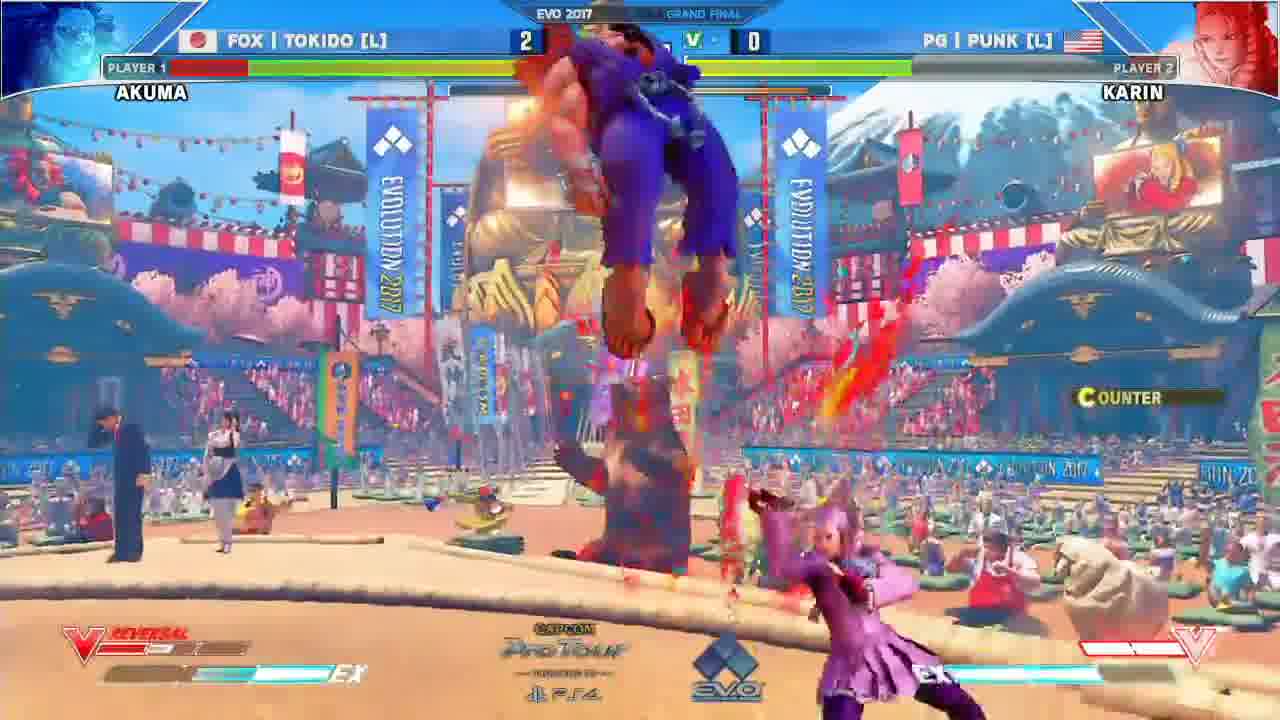 EVO 2017 GRAND FINAL
FOX | TOKIDO [L] 2
V 0 PG | PUNK [L]
PLAYER 1
PLAYER 2
AKUMA
KARIN
EVOLUTION 2017
EVOLUTION 2017
COUNTER
V REVERSAL
EX
EX
V
CAPCOM
PRO TOUR
PS4
EVO